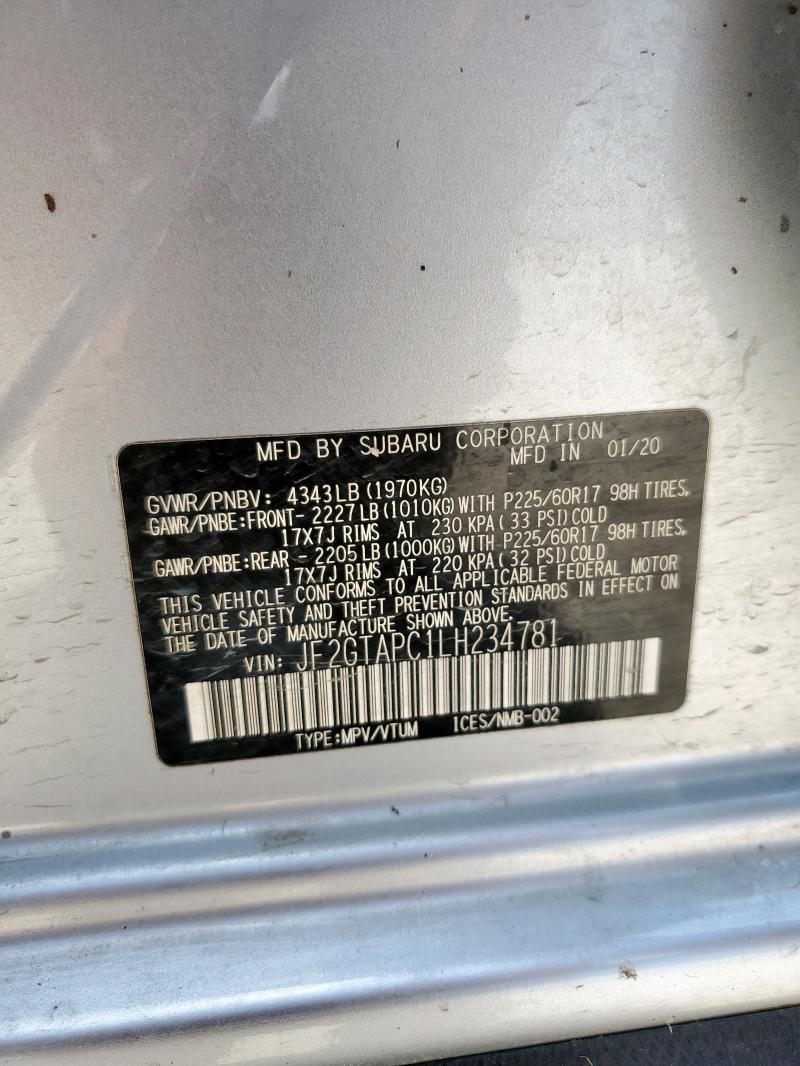 MFD BY SUBARU CORPORATION
MFD IN 01/20
GVWR/PNBV: 4343LB(1970KG)
GAWR/PNBE:FRONT- 2227LB(1010KG)WITH P225/60R17 98H TIRES,
17X7J RIMS AT 230 KPA(33 PSI)COLD
GAWR/PNBE:REAR - 2205LB(1000KG)WITH P225/60R17 98H TIRES,
17X7J RIMS AT 220 KPA(32 PSI)COLD
THIS VEHICLE CONFORMS TO ALL APPLICABLE FEDERAL MOTOR
VEHICLE SAFETY AND THEFT PREVENTION STANDARDS IN EFFECT ON
THE DATE OF MANUFACTURE SHOWN ABOVE.
VIN: JF2GTAPC1LH234781
TYPE:MPV/VTUM ICES/NMB-002